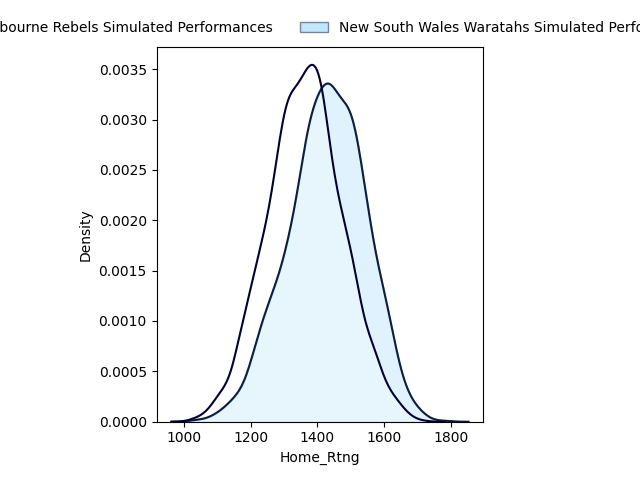 bourne Rebels Simulated Performances
New South Wales Waratahs Simulated Perfo
0.0035
0.0030
0.0025
0.0020
0.0015
0.0010
0.0005
0.0000
Density
1000 1200 1400 1600 1800
Home_Rtng